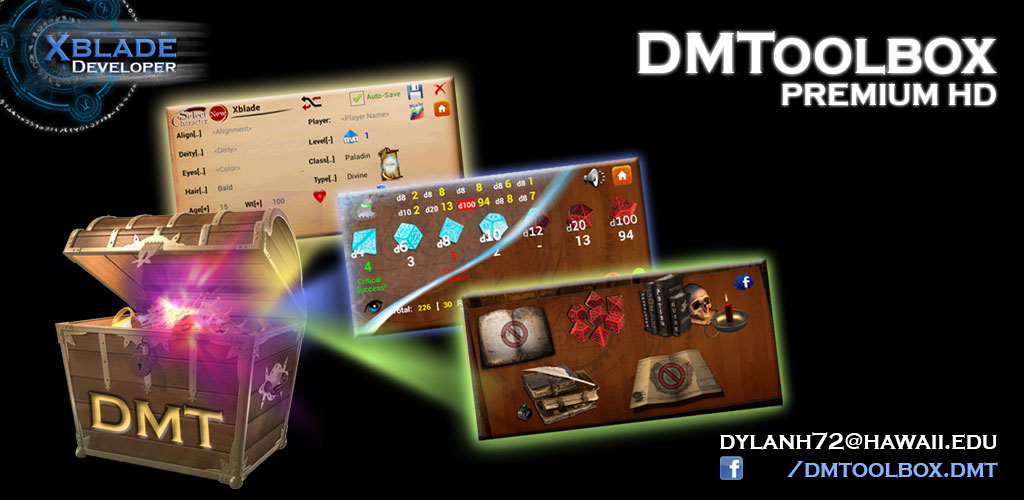 XBLADE
DEVELOPER
DMTOOLBOX
PREMIUM HD
Select Character
New
Xblade
Auto-Save
Align[..] <Alignment>
Player: <Player Name>
Deity[..] <Deity>
Level[-] 1
Eyes[..] <Color>
Class[..] Paladin
Hair[..] Bald
Type[..] Divine
Age[+] 15 Wt[+] 100
d8 2 d8 8 d8 8 d8 6 d8 1
d10 2 d20 13 d100 94 d8 8 d8 7
d4 d6 d8 d10 d12 d20 d100
4 3 1 2 - 13 94
Critical Success!
Total: 226 | 30
DMT
DYLANH72@HAWAII.EDU
f /DMTOOLBOX.DMT